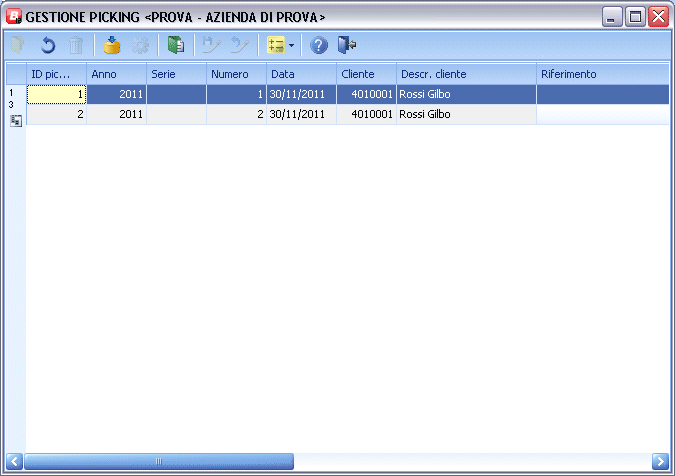 GESTIONE PICKING <PROVA - AZIENDA DI PROVA>
ID pic... Anno Serie Numero Data Cliente Descr. cliente Riferimento
1 1 2011 1 30/11/2011 4010001 Rossi Gilbo
3
2 2011 2 30/11/2011 4010001 Rossi Gilbo